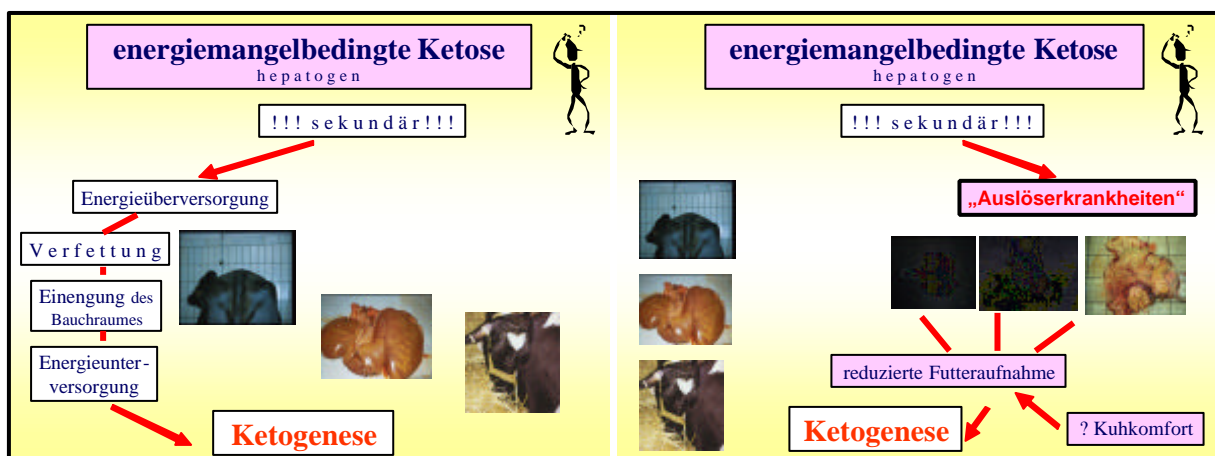 energiemangelbedingte Ketose
hepatogen
!!! sekundär!!!
Energieüberversorgung
Verfettung
Einengung des
Bauchraumes
Energieunter-
versorgung
Ketogenese
energiemangelbedingte Ketose
hepatogen
!!! sekundär!!!
„Auslöserkrankheiten“
reduzierte Futteraufnahme
Ketogenese
? Kuhkomfort